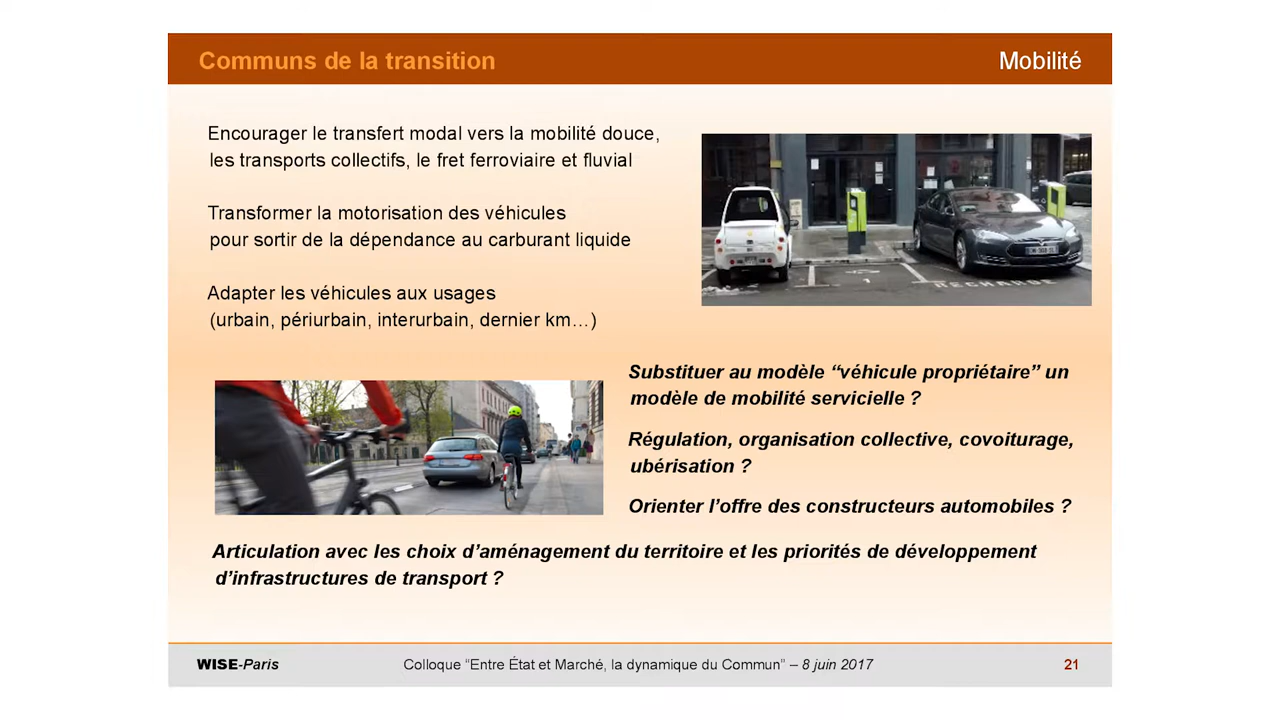 Communs de la transition
Mobilité
Encourager le transfert modal vers la mobilité douce,
les transports collectifs, le fret ferroviaire et fluvial
Transformer la motorisation des véhicules
pour sortir de la dépendance au carburant liquide
Adapter les véhicules aux usages
(urbain, périurbain, interurbain, dernier km…)
RECHARGE
Substituer au modèle “véhicule propriétaire” un
modèle de mobilité servicielle ?
Régulation, organisation collective, covoiturage,
ubérisation ?
Orienter l’offre des constructeurs automobiles ?
Articulation avec les choix d’aménagement du territoire et les priorités de développement
d’infrastructures de transport ?
WISE-Paris
Colloque “Entre État et Marché, la dynamique du Commun” – 8 juin 2017
21